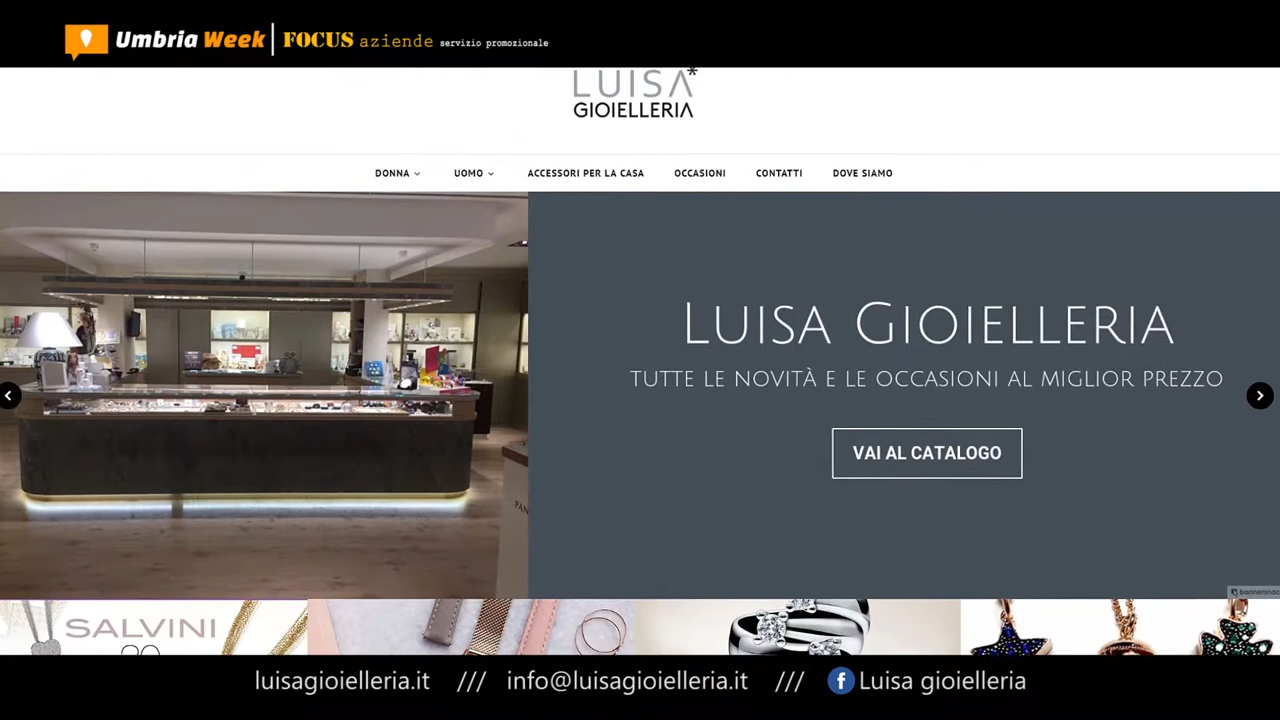 Umbria Week FOCUS aziende servizio promozionale
LUISA*
GIOIELLERIA
DONNA UOMO ACCESSORI PER LA CASA OCCASIONI CONTATTI DOVE SIAMO
LUISA GIOIELLERIA
TUTTE LE NOVITÀ E LE OCCASIONI AL MIGLIOR PREZZO
VAI AL CATALOGO
SALVINI
luisagioielleria.it /// info@luisagioielleria.it /// f Luisa gioielleria